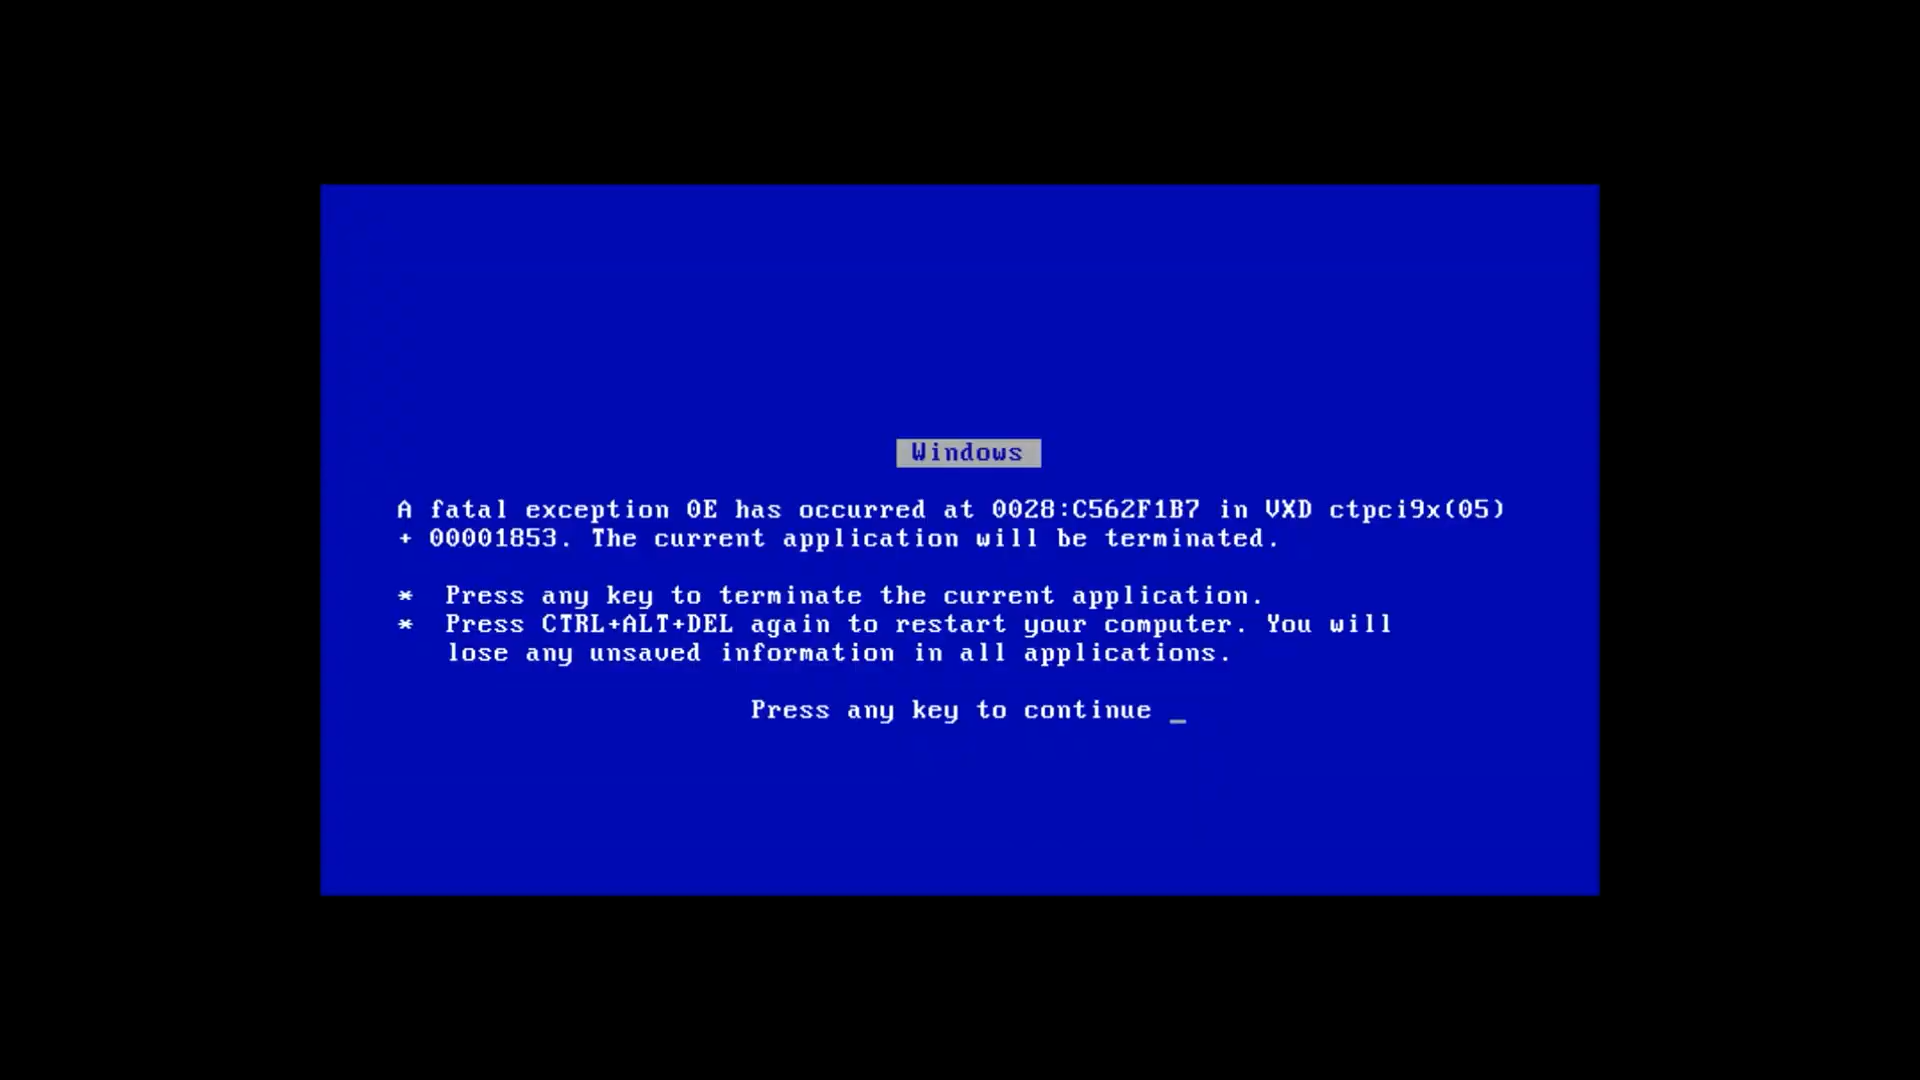 Windows
A fatal exception 0E has occurred at 0028:C562F1B7 in VXD ctpci9x(05)
+ 00001853. The current application will be terminated.
* Press any key to terminate the current application.
* Press CTRL+ALT+DEL again to restart your computer. You will
lose any unsaved information in all applications.
Press any key to continue _